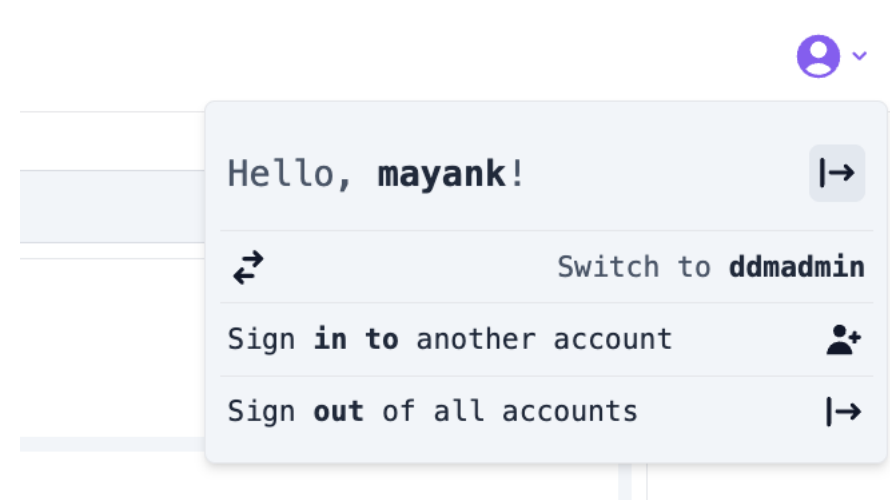 Hello, mayank!
Switch to ddmadmin
Sign in to another account
Sign out of all accounts